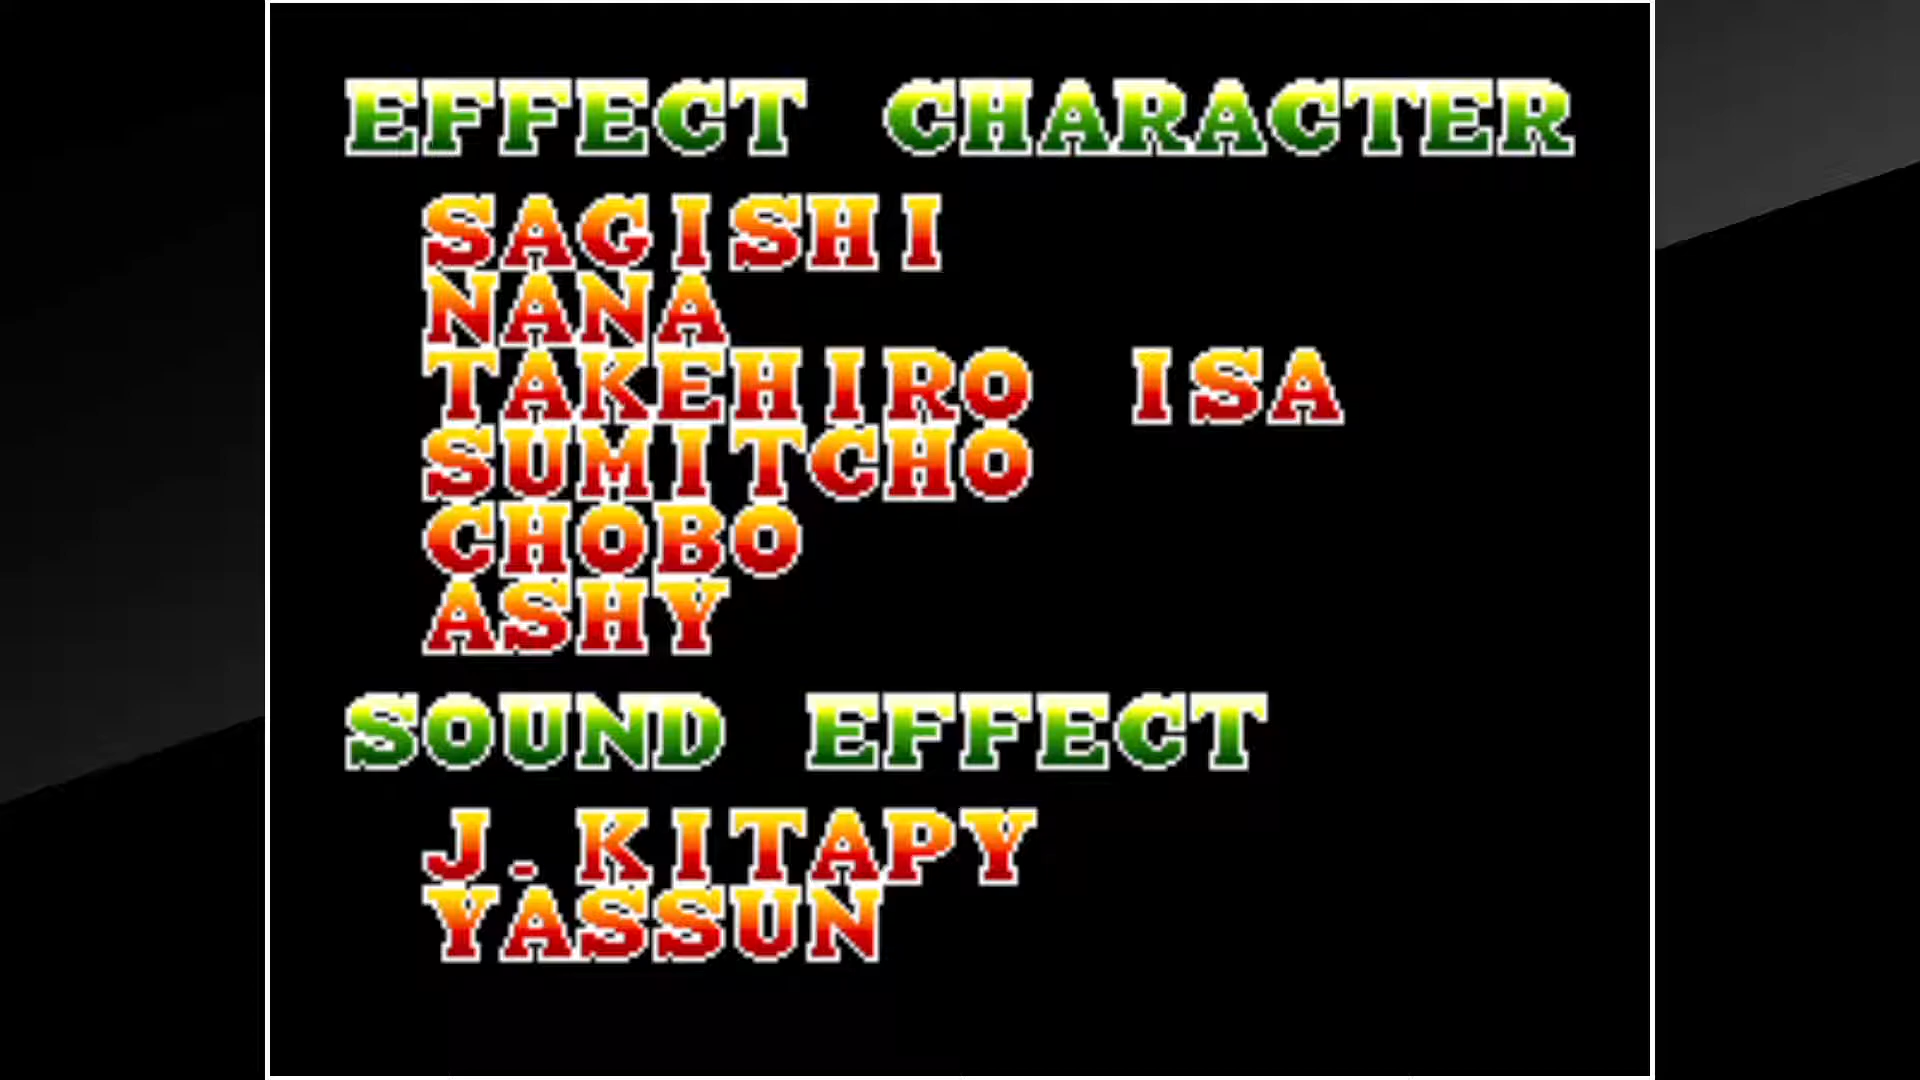 EFFECT CHARACTER
SAGISHI
NANA
TAKEHIRO ISA
SUMITCHO
CHOBO
ASHY
SOUND EFFECT
J.KITAPY
YASSUN